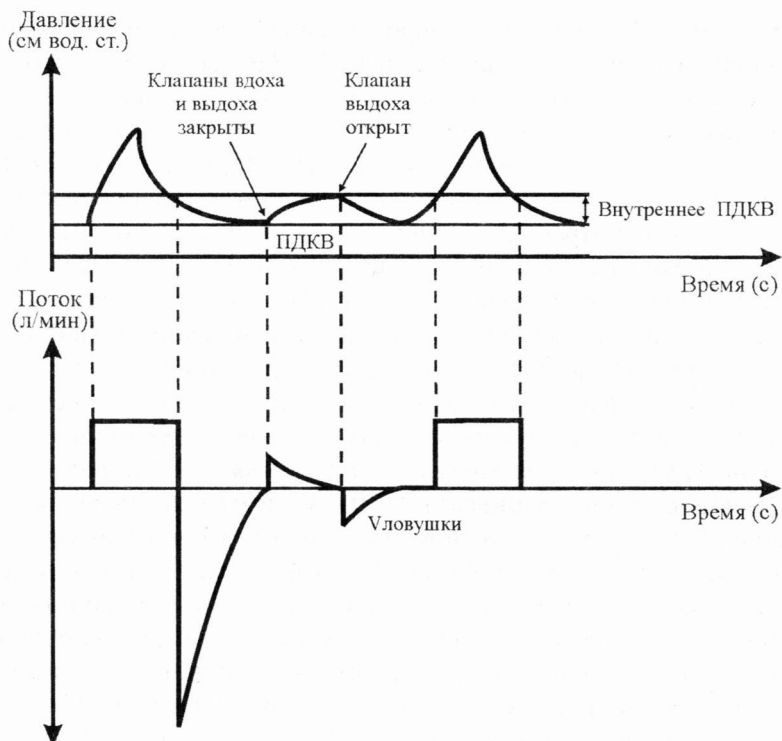 Давление
(см вод. ст.)
Клапаны вдоха
и выдоха
закрыты
Клапан
выдоха
открыт
Внутреннее ПДКВ
ПДКВ
Время (с)
Поток
(л/мин)
Время (с)
Vловушки